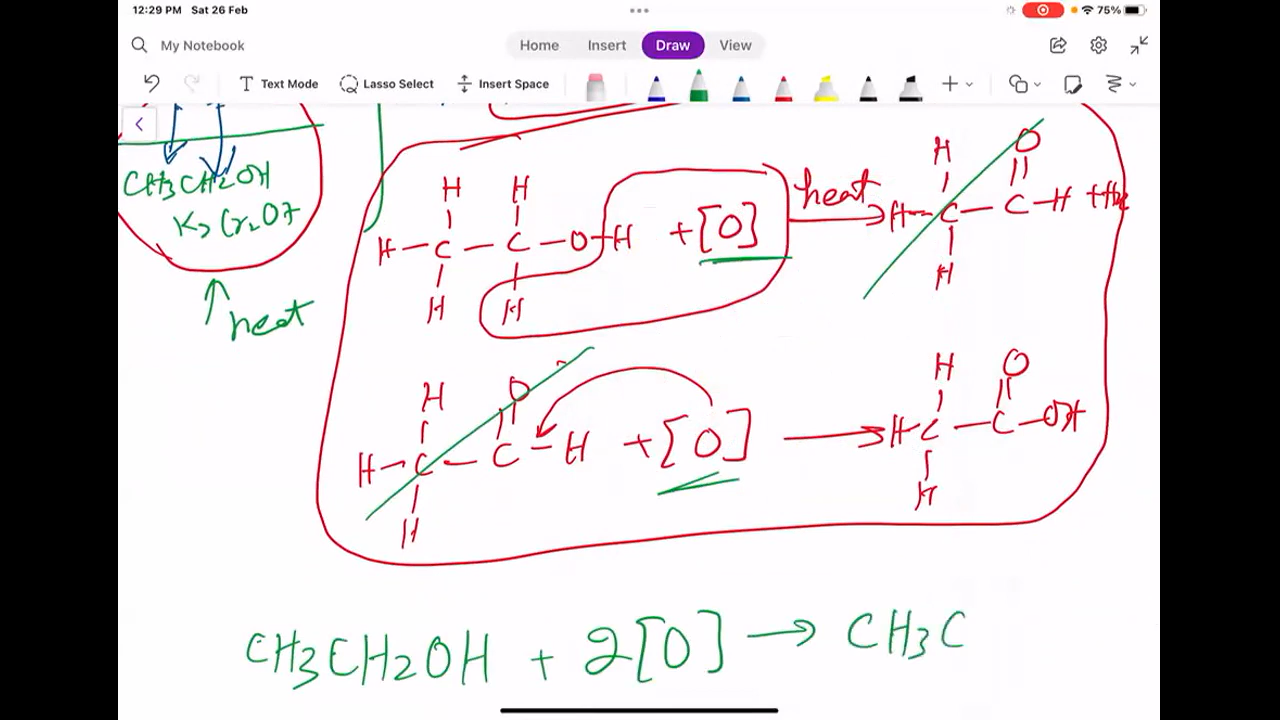 12:29 PM Sat 26 Feb
75%
My Notebook
Home Insert Draw View
Text Mode Lasso Select Insert Space
CH3CH2OH
K2Cr2O7
heat
H H
H-C-C-O-H +[O]
H H
heat
H O
H-C-C-H
H
H O
H-C-C-H +[O]
H
H O
H-C-C-OH
H
CH3CH2OH + 2[O] → CH3C